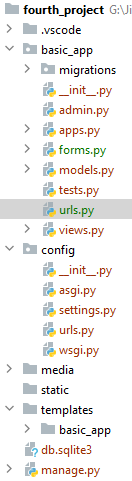 fourth_project G:\Ji
.vscode
basic_app
migrations
__init__.py
admin.py
apps.py
forms.py
models.py
tests.py
urls.py
views.py
config
__init__.py
asgi.py
settings.py
urls.py
wsgi.py
media
static
templates
basic_app
db.sqlite3
manage.py